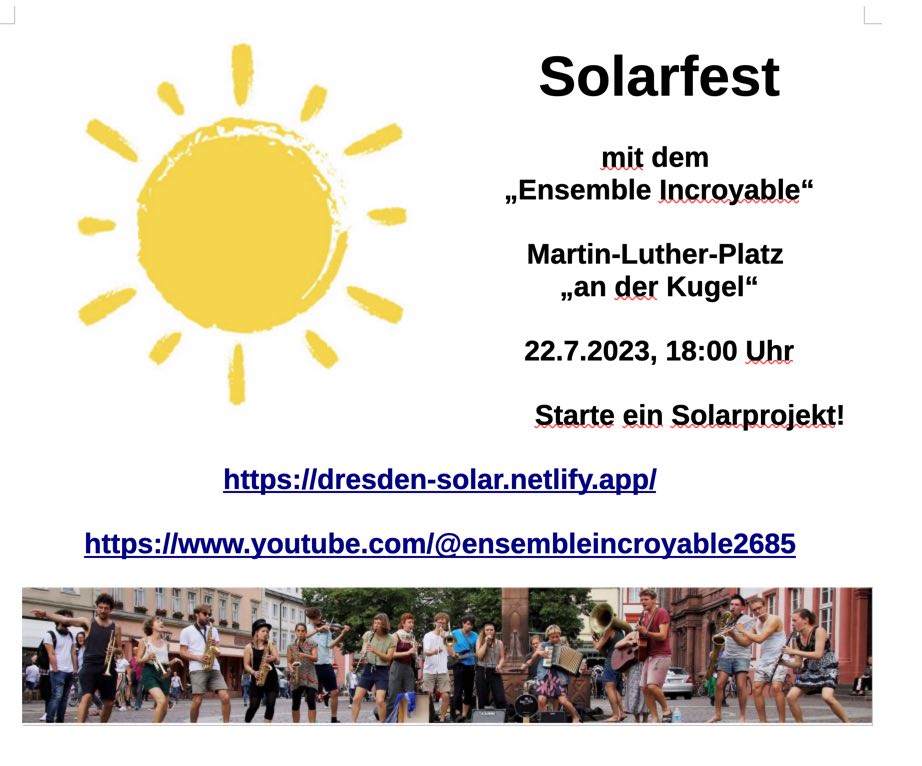 Solarfest
mit dem
„Ensemble Incroyable“
Martin-Luther-Platz
„an der Kugel“
22.7.2023, 18:00 Uhr
Starte ein Solarprojekt!
https://dresden-solar.netlify.app/
https://www.youtube.com/@ensembleincroyable2685